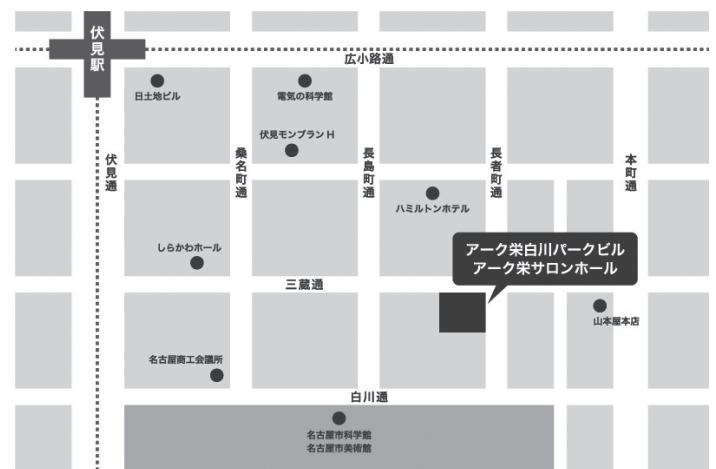 伏見駅
広小路通
日土地ビル
電気の科学館
伏見モンブランH
伏見通
桑名町通
長島町通
長者町通
本町通
ハミルトンホテル
しらかわホール
アーク栄白川パークビル
アーク栄サロンホール
三蔵通
山本屋本店
名古屋商工会議所
白川通
名古屋市科学館
名古屋市美術館